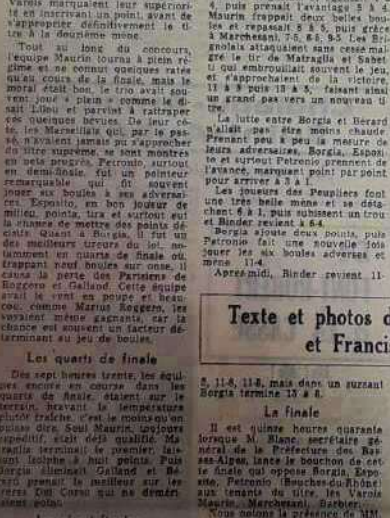 Varois marquaient leur supériori-
té en inscrivant un point, avant de
s'approprier définitivement le ti-
tre à la douzième mène.
Tout au long du concours,
l'équipe Maurin tourna à plein ré-
gime et ne connut quelques ratés
qu'au cours de la finale, mais le
moral était bon, le trio avait sou-
vent joué « plein » comme le di-
sait Lilou et parvint à rattraper
quelques bévues. De leur cô-
té, les Marseillais qui, par le pas-
sé, n'avaient jamais pu s'approcher
du titre suprême, se sont montrés
en nets progrès. Petronio, surtout
en demi-finale, fut un pointeur
remarquable qui fit souvent
jouer six boules à ses adversai-
res. Esposito, en bon joueur de
milieu, pointa, tira et surtout eut
la chance de mettre des points dé-
cisifs. Quant à Borgia, il fut un
des meilleurs tireurs du lot, no-
tamment en quarts de finale où,
frappant neuf boules sur onze, il
causa la perte des Parisiens de
Roggero et Galland. Cette équipe
avait le vent en poupe et beau-
coup, comme Marius Roggero, les
voyaient même gagnants, car la
chance est souvent un facteur dé-
terminant au jeu de boules.
Les quarts de finale
Dès sept heures trente, les équi-
pes encore en course dans les
quarts de finale, étaient sur le
terrain, bravant la température
plutôt fraîche, c'est le moins qu'on
puisse dire. Seul Maurin, toujours
expéditif, était déjà qualifié. Ma-
terminait le premier, lais-
sant à huit points. Puis
Borgia éliminait Galland et Bé-
rard prenait le meilleur sur les
frères Dul Corso qui ne
point.
4, puis prenait l'avantage 5 à 4.
Maurin frappait deux belles bou-
les et repassait 6 à 5, puis grâce
à Marchesani, 7-5, 8-5, 9-5. Les Bri-
gnolais attaquaient sans cesse mal-
gré le tir de Matraglia et Sabet-
ti qui embrouillait souvent le jeu
et s'approchaient de la victoire,
11 à 5 puis 13 à 5, faisant ainsi
un grand pas vers un nouveau ti-
tre.
La lutte entre Borgia et Bérard
n'allait pas être moins chaude.
Prenant peu à peu la mesure de
leurs adversaires, Borgia, Esposi-
to et surtout Petronio prennent de
l'avance, marquant point par point
pour arriver à 5 à 1.
Les joueurs des Peupliers font
une très belle mène et se déta-
chent 6 à 1, puis subissent un trou
et Binder revient à 6-4.
Borgia ajoute deux points, puis
Petronio fait une nouvelle fois
jouer les six boules adverses et
mène 11-4.
Après-midi, Binder revient 11-
Texte et photos d
et Franci
5, 11-6, 11-8, mais dans un sursaut
Borgia termine 13 à 8.
La finale
Il est quinze heures quarante
lorsque M. Blanc, secrétaire gé-
néral de la Préfecture des Bas-
ses-Alpes, lance le bouchon de cet-
te finale qui oppose Borgia, Espo-
sito, Petronio (Bouches-du-Rhône)
aux tenants du titre, les Varois
Maurin, Marchesani, Barbier.
Nous notons la présence de MM.